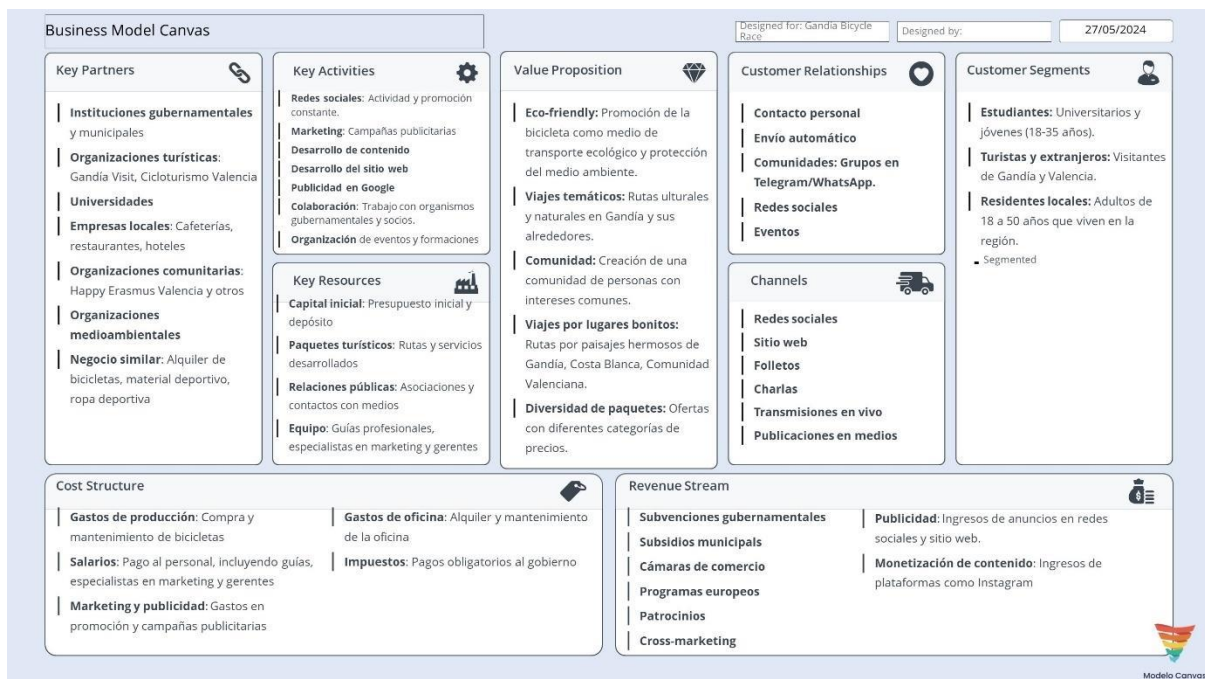 Business Model Canvas
Designed for: Gandia Bicycle
Race
Designed by:
27/05/2024
Key Partners
Instituciones gubernamentales
y municipales
Organizaciones turísticas:
Gandía Visit, Cicloturismo Valencia
Universidades
Empresas locales: Cafeterías,
restaurantes, hoteles
Organizaciones comunitarias:
Happy Erasmus Valencia y otros
Organizaciones
medioambientales
Negocio similar: Alquiler de
bicicletas, material deportivo,
ropa deportiva
Key Activities
Redes sociales: Actividad y promoción
constante.
Marketing: Campañas publicitarias
Desarrollo de contenido
Desarrollo del sitio web
Publicidad en Google
Colaboración: Trabajo con organismos
gubernamentales y socios.
Organización de eventos y formaciones
Key Resources
Capital inicial: Presupuesto inicial y
depósito
Paquetes turísticos: Rutas y servicios
desarrollados
Relaciones públicas: Asociaciones y
contactos con medios
Equipo: Guías profesionales,
especialistas en marketing y gerentes
Value Proposition
Eco-friendly: Promoción de la
bicicleta como medio de
transporte ecológico y protección
del medio ambiente.
Viajes temáticos: Rutas ulturales
y naturales en Gandía y sus
alrededores.
Comunidad: Creación de una
comunidad de personas con
intereses comunes.
Viajes por lugares bonitos:
Rutas por paisajes hermosos de
Gandía, Costa Blanca, Comunidad
Valenciana.
Diversidad de paquetes: Ofertas
con diferentes categorías de
precios.
Customer Relationships
Contacto personal
Envío automático
Comunidades: Grupos en
Telegram/WhatsApp.
Redes sociales
Eventos
Channels
Redes sociales
Sitio web
Folletos
Charlas
Transmisiones en vivo
Publicaciones en medios
Customer Segments
Estudiantes: Universitarios y
jóvenes (18-35 años).
Turistas y extranjeros: Visitantes
de Gandía y Valencia.
Residentes locales: Adultos de
18 a 50 años que viven en la
región.
Segmented
Cost Structure
Gastos de producción: Compra y
mantenimiento de bicicletas
Salarios: Pago al personal, incluyendo guías,
especialistas en marketing y gerentes
Marketing y publicidad: Gastos en
promoción y campañas publicitarias
Gastos de oficina: Alquiler y mantenimiento
de la oficina
Impuestos: Pagos obligatorios al gobierno
Revenue Stream
Subvenciones gubernamentales
Subsidios municipals
Cámaras de comercio
Programas europeos
Patrocinios
Cross-marketing
Publicidad: Ingresos de anuncios en redes
sociales y sitio web.
Monetización de contenido: Ingresos de
plataformas como Instagram
Modelo Canvas